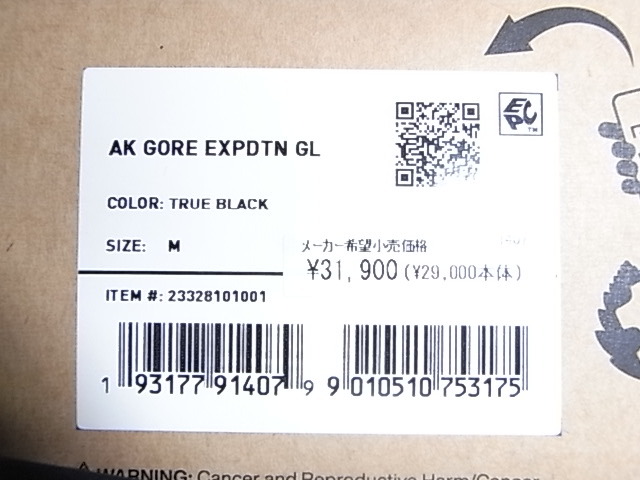 AK GORE EXPDTN GL
EPC™
COLOR: TRUE BLACK
SIZE: M
メーカー希望小売価格
¥31,900(¥29,000本体)
ITEM #: 23328101001
1 93177 91407 9
9 010510 753175
WARNING: Cancer and Reproductive Harm/Cancer